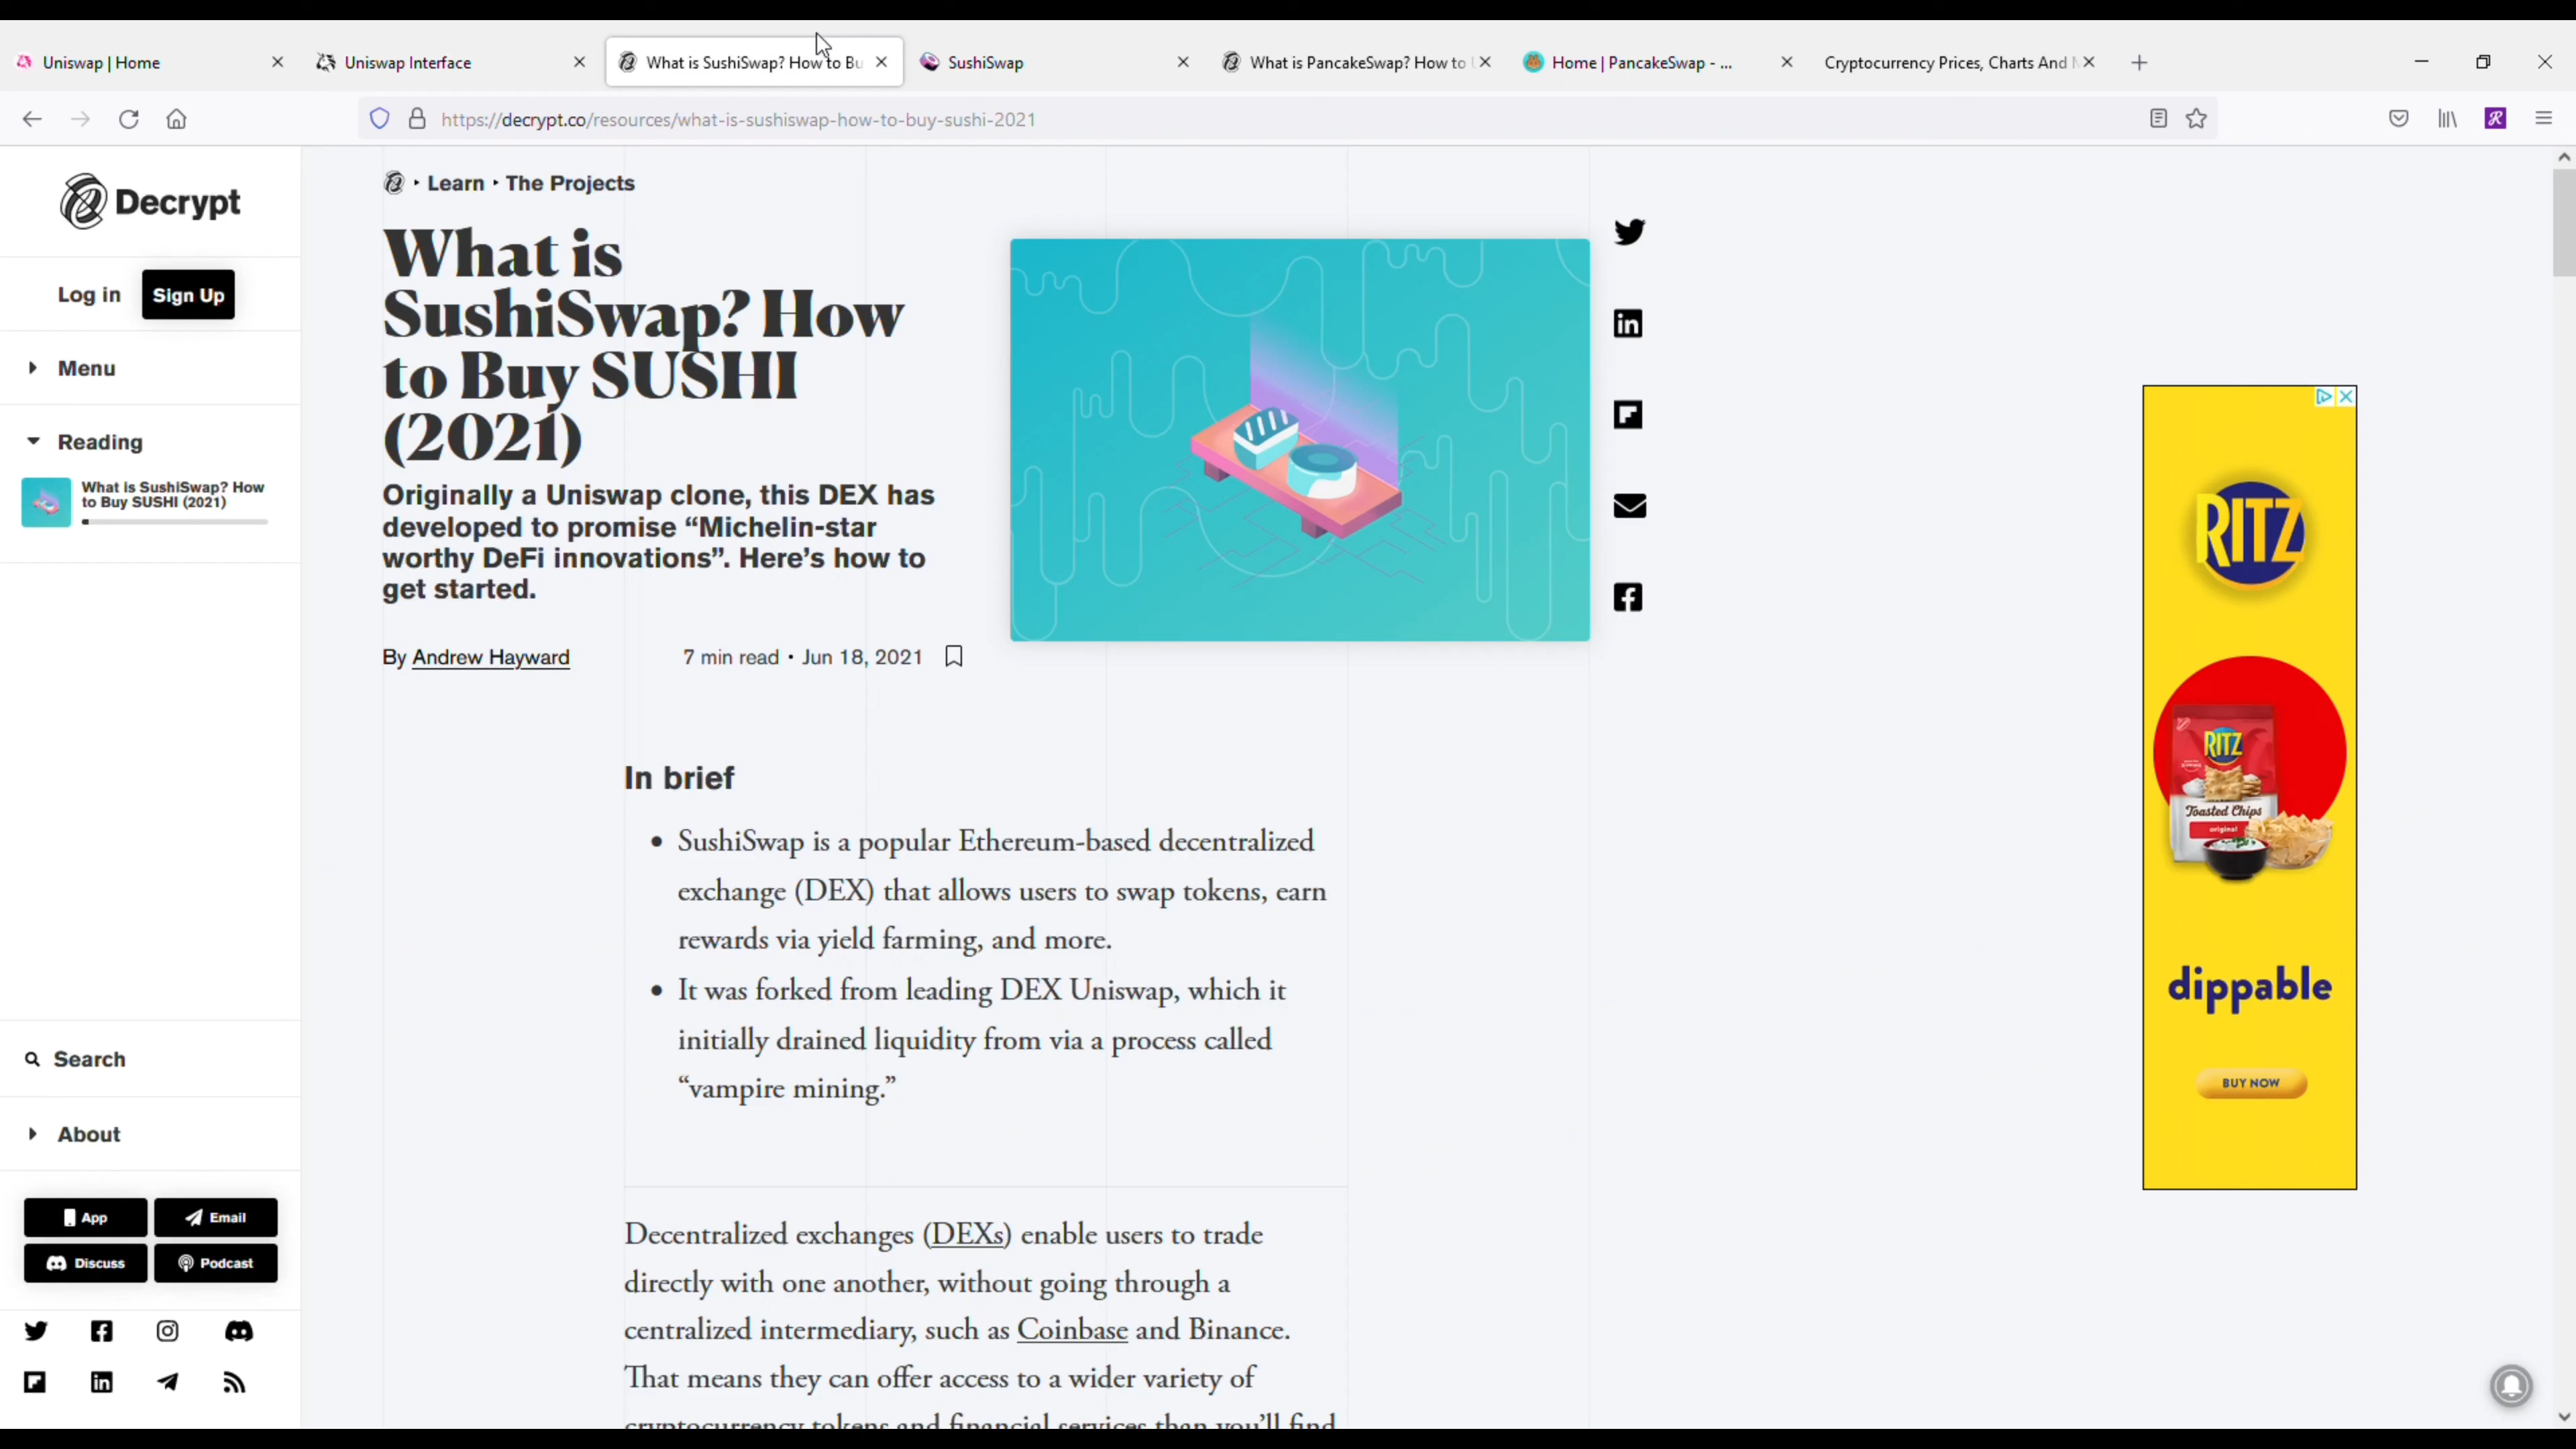 Uniswap | Home
Uniswap Interface
What is SushiSwap? How to Bu
SushiSwap
What is PancakeSwap? How to
Home | PancakeSwap - ...
Cryptocurrency Prices, Charts And
https://decrypt.co/resources/what-is-sushiswap-how-to-buy-sushi-2021
Decrypt
Log in
Sign Up
Menu
Reading
What is SushiSwap? How
to Buy SUSHI (2021)
Search
About
App
Email
Discuss
Podcast
Learn • The Projects
What is
SushiSwap? How
to Buy SUSHI
(2021)
Originally a Uniswap clone, this DEX has
developed to promise “Michelin-star
worthy DeFi innovations”. Here’s how to
get started.
By Andrew Hayward
7 min read • Jun 18, 2021
In brief
• SushiSwap is a popular Ethereum-based decentralized
exchange (DEX) that allows users to swap tokens, earn
rewards via yield farming, and more.
• It was forked from leading DEX Uniswap, which it
initially drained liquidity from via a process called
“vampire mining.”
Decentralized exchanges (DEXs) enable users to trade
directly with one another, without going through a
centralized intermediary, such as Coinbase and Binance.
That means they can offer access to a wider variety of
cryptocurrency tokens and financial services than you’ll find
RITZ
RITZ
Toasted Chips
original
dippable
BUY NOW